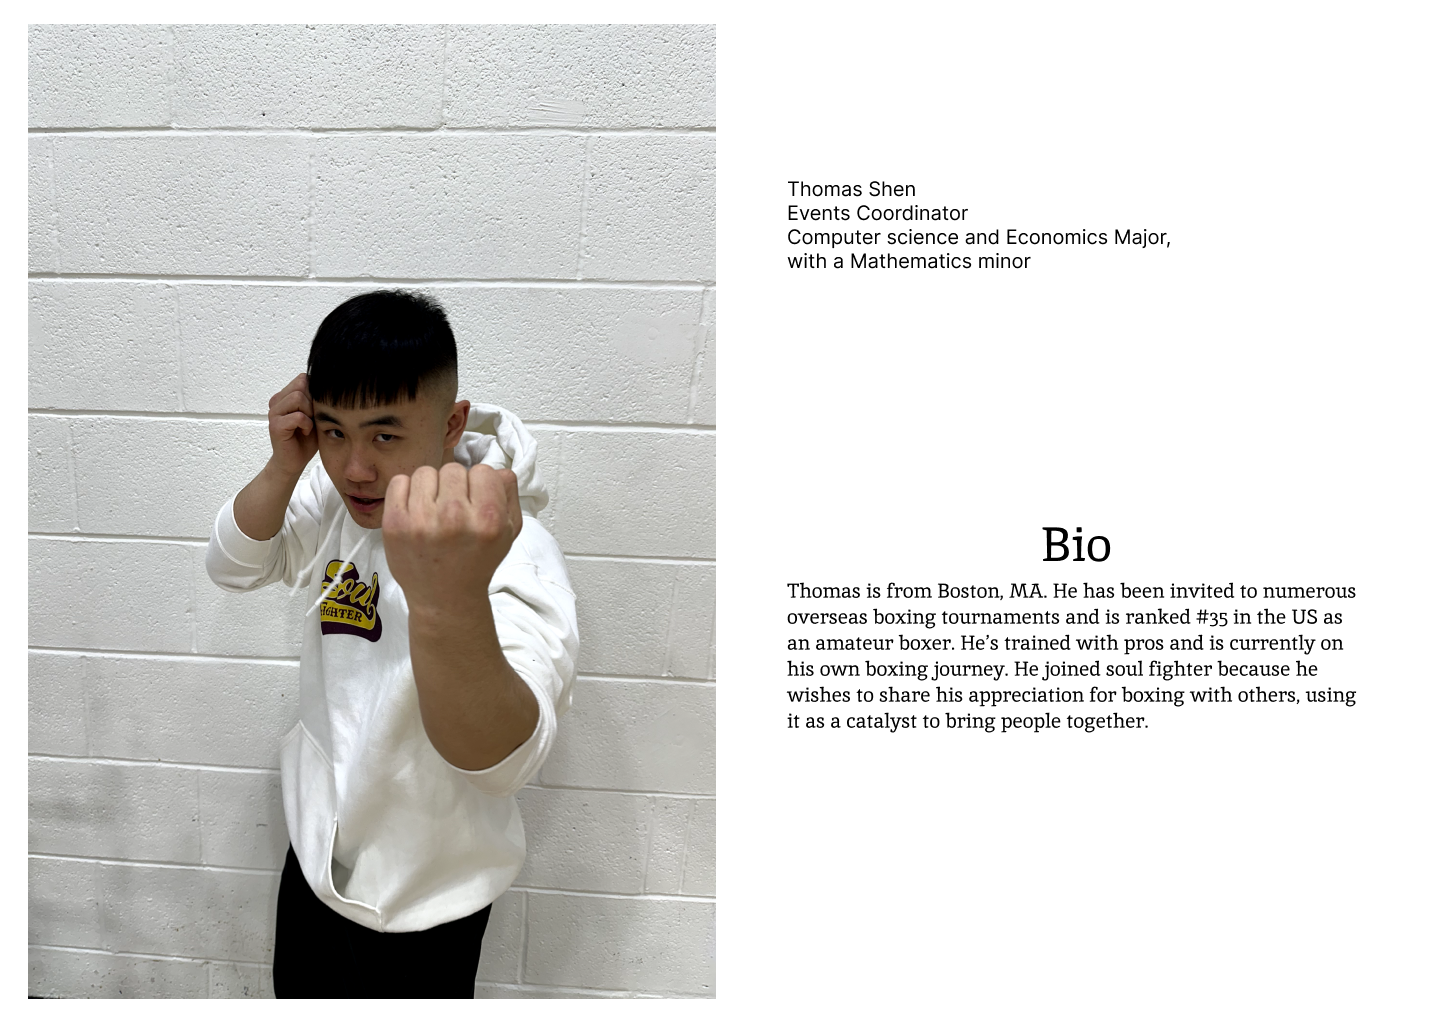 Soul
FIGHTER
Thomas Shen
Events Coordinator
Computer science and Economics Major,
with a Mathematics minor
Bio
Thomas is from Boston, MA. He has been invited to numerous
overseas boxing tournaments and is ranked #35 in the US as
an amateur boxer. He’s trained with pros and is currently on
his own boxing journey. He joined soul fighter because he
wishes to share his appreciation for boxing with others, using
it as a catalyst to bring people together.